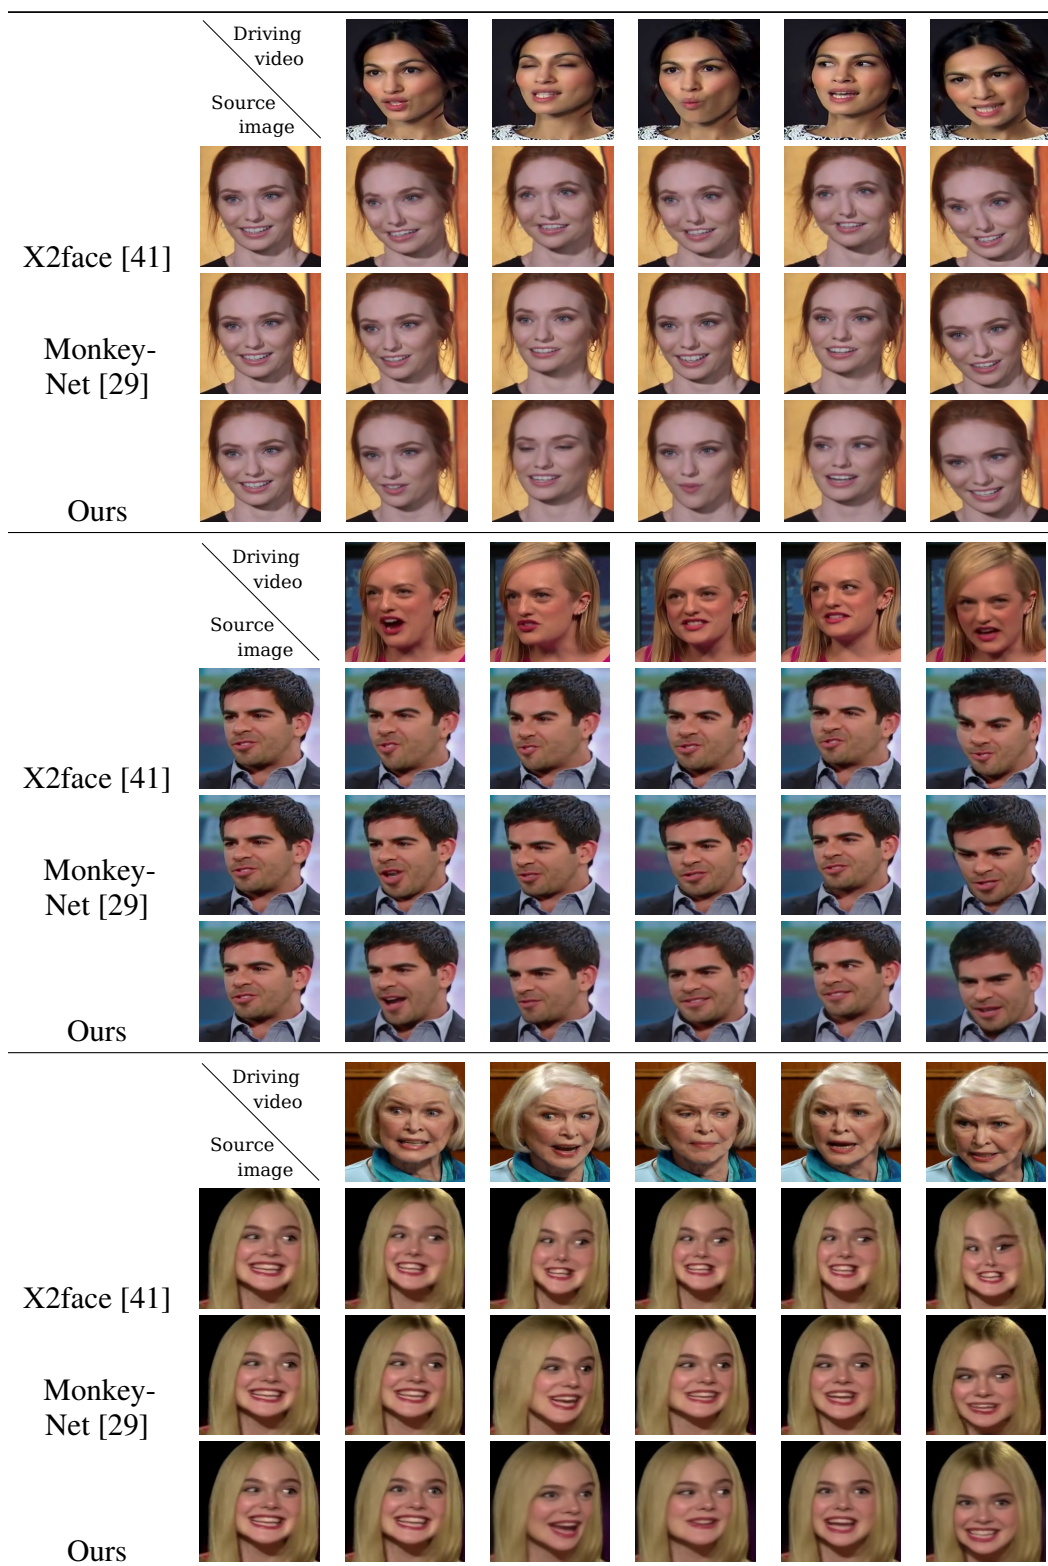 Driving
video
Source
image
X2face [41]
Monkey-
Net [29]
Ours
Driving
video
Source
image
X2face [41]
Monkey-
Net [29]
Ours
Driving
video
Source
image
X2face [41]
Monkey-
Net [29]
Ours